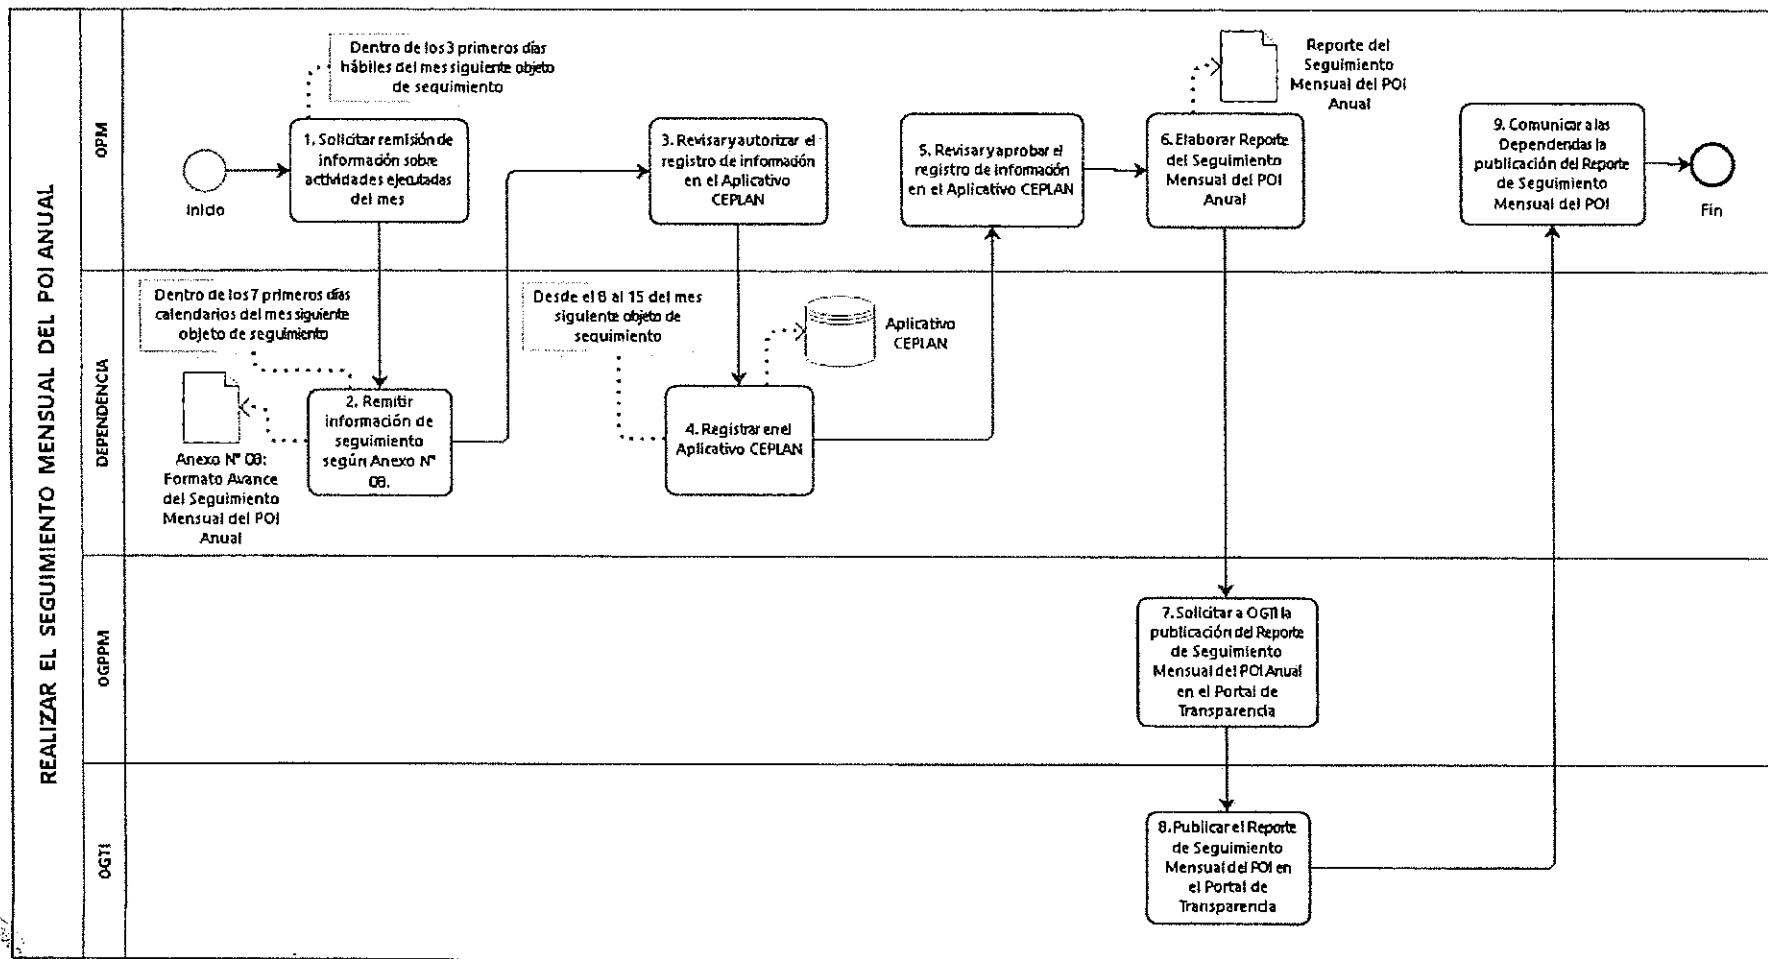 REALIZAR EL SEGUIMIENTO MENSUAL DEL POI ANUAL
OPM
Inicio
Dentro de los 3 primeros días
hábiles del mes siguiente objeto
de seguimiento
1. Solicitar remisión de
información sobre
actividades ejecutadas
del mes
3. Revisar y autorizar el
registro de información
en el Aplicativo
CEPLAN
5. Revisar y aprobar el
registro de información
en el Aplicativo CEPLAN
6. Elaborar Reporte
del Seguimiento
Mensual del POI
Anual
Reporte del
Seguimiento
Mensual del POI
Anual
9. Comunicar a las
Dependencias la
publicación del Reporte
de Seguimiento
Mensual del POI
Fin
DEPENDENCIA
Dentro de los 7 primeros días
calendarios del mes siguiente
objeto de seguimiento
Anexo N° 08:
Formato Avance
del Seguimiento
Mensual del POI
Anual
2. Remitir
información de
seguimiento
según Anexo N°
08.
Desde el 8 al 15 del mes
siguiente objeto de
seguimiento
Aplicativo
CEPLAN
4. Registrar en el
Aplicativo CEPLAN
OGPPM
7. Solicitar a OGTI la
publicación del Reporte
de Seguimiento
Mensual del POI Anual
en el Portal de
Transparencia
OGTI
8. Publicar el Reporte
de Seguimiento
Mensual del POI en
el Portal de
Transparencia